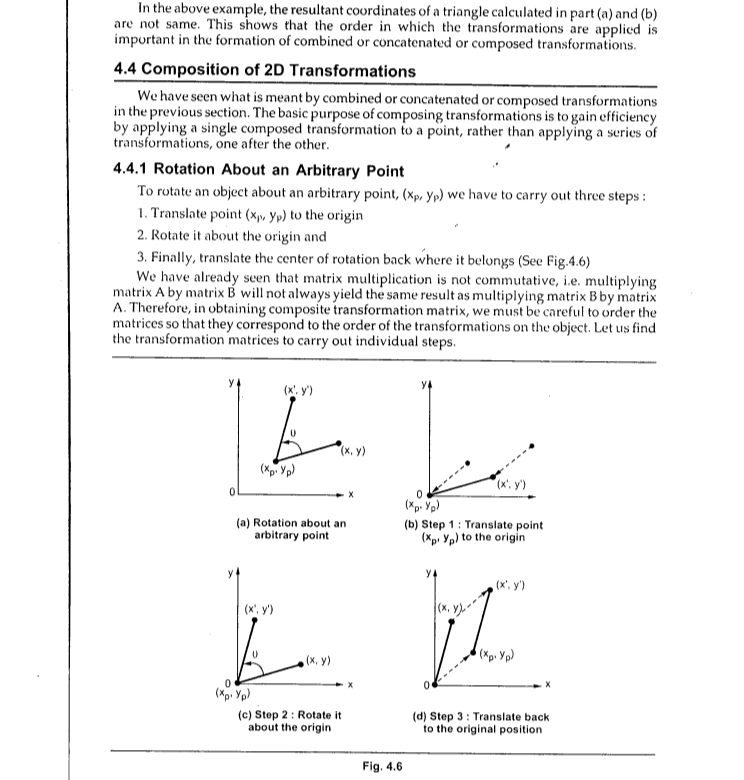 In the above example, the resultant coordinates of a triangle calculated in part (a) and (b)
are not same. This shows that the order in which the transformations are applied is
important in the formation of combined or concatenated or composed transformations.
4.4 Composition of 2D Transformations
We have seen what is meant by combined or concatenated or composed transformations
in the previous section. The basic purpose of composing transformations is to gain efficiency
by applying a single composed transformation to a point, rather than applying a series of
transformations, one after the other.
4.4.1 Rotation About an Arbitrary Point
To rotate an object about an arbitrary point, (xₚ, yₚ) we have to carry out three steps :
1. Translate point (xₚ, yₚ) to the origin
2. Rotate it about the origin and
3. Finally, translate the center of rotation back where it belongs (See Fig.4.6)
We have already seen that matrix multiplication is not commutative, i.e. multiplying
matrix A by matrix B will not always yield the same result as multiplying matrix B by matrix
A. Therefore, in obtaining composite transformation matrix, we must be careful to order the
matrices so that they correspond to the order of the transformations on the object. Let us find
the transformation matrices to carry out individual steps.
y
(x', y')
υ
(x, y)
(xₚ, yₚ)
0
x
(a) Rotation about an
arbitrary point
y
(x', y')
0
(xₚ, yₚ)
(b) Step 1 : Translate point
(xₚ, yₚ) to the origin
y
(x', y')
υ
(x, y)
0
x
(xₚ, yₚ)
(c) Step 2 : Rotate it
about the origin
y
(x', y')
(x, y)
(xₚ, yₚ)
0
x
(d) Step 3 : Translate back
to the original position
Fig. 4.6